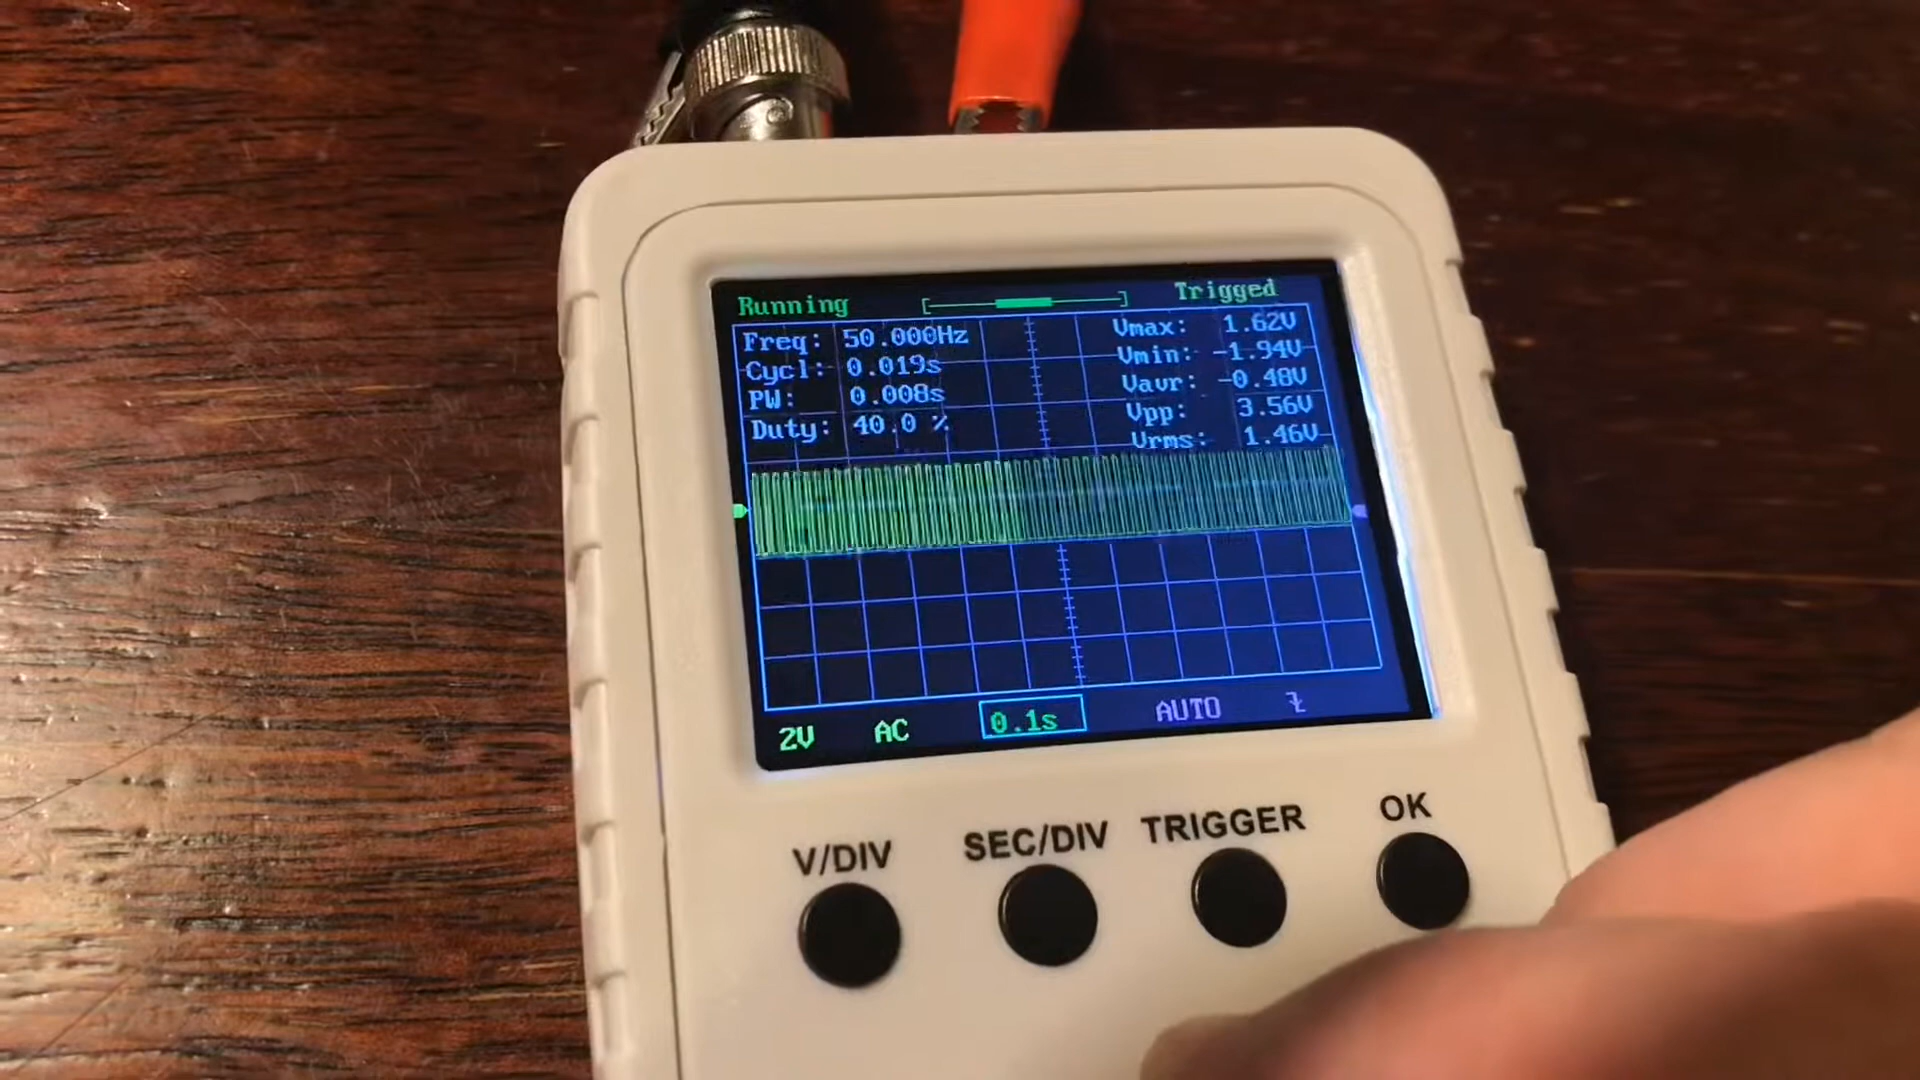 Running Trigged
Freq: 50.000Hz Vmax: 1.62V
Cycl: 0.019s Vmin: -1.94V
PW: 0.008s Vavr: -0.48V
Duty: 40.0 % Vpp: 3.56V
Vrms: 1.46V
2V AC 0.1s AUTO
V/DIV SEC/DIV TRIGGER OK